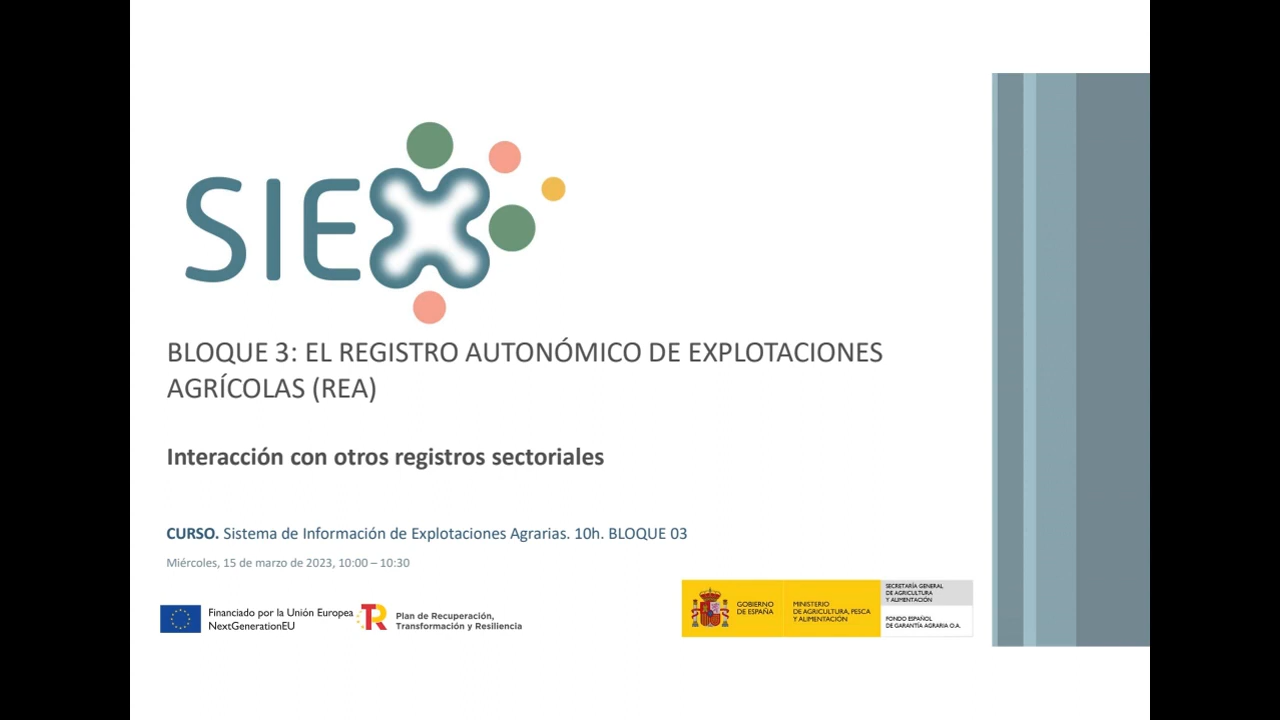 SIEX
BLOQUE 3: EL REGISTRO AUTONÓMICO DE EXPLOTACIONES
AGRÍCOLAS (REA)
Interacción con otros registros sectoriales
CURSO. Sistema de Información de Explotaciones Agrarias. 10h. BLOQUE 03
Miércoles, 15 de marzo de 2023, 10:00 – 10:30
Financiado por la Unión Europea
NextGenerationEU
TR
Plan de Recuperación,
Transformación y Resiliencia
GOBIERNO
DE ESPAÑA
MINISTERIO
DE AGRICULTURA, PESCA
Y ALIMENTACIÓN
SECRETARÍA GENERAL
DE AGRICULTURA
Y ALIMENTACIÓN
FONDO ESPAÑOL
DE GARANTÍA AGRARIA O.A.